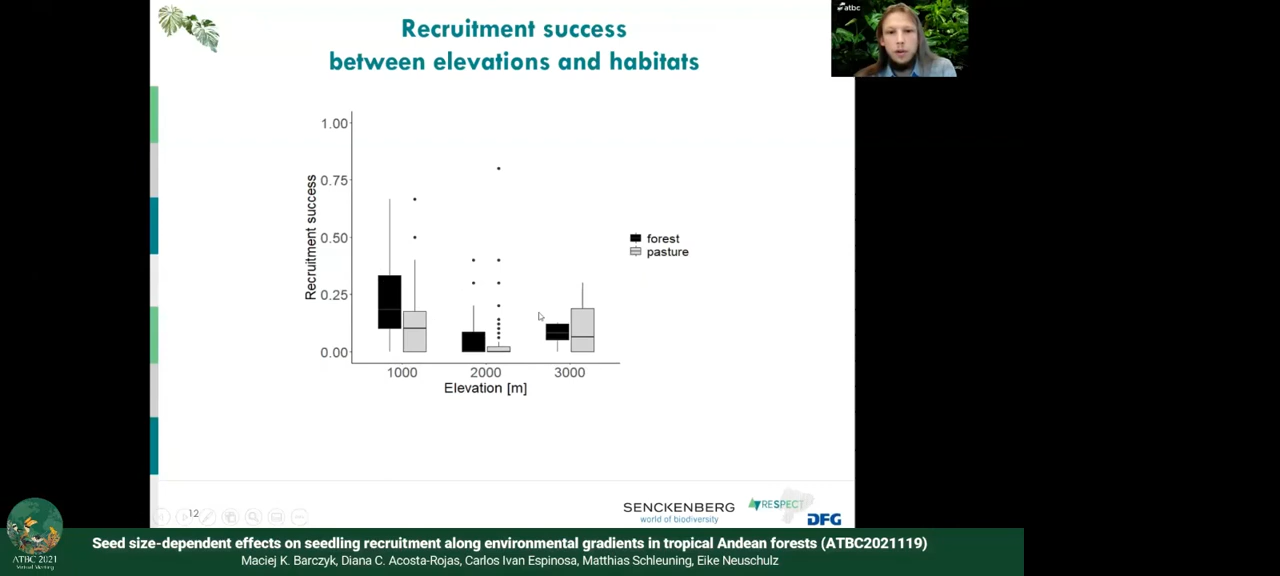 Recruitment success
between elevations and habitats
atbc
1.00
0.75
0.50
0.25
0.00
Recruitment success
forest
pasture
1000 2000 3000
Elevation [m]
12
SENCKENBERG
world of biodiversity
RESPECT
DFG
ATBC 2021
Virtual Meeting
Seed size-dependent effects on seedling recruitment along environmental gradients in tropical Andean forests (ATBC2021119)
Maciej K. Barczyk, Diana C. Acosta-Rojas, Carlos Ivan Espinosa, Matthias Schleuning, Eike Neuschulz